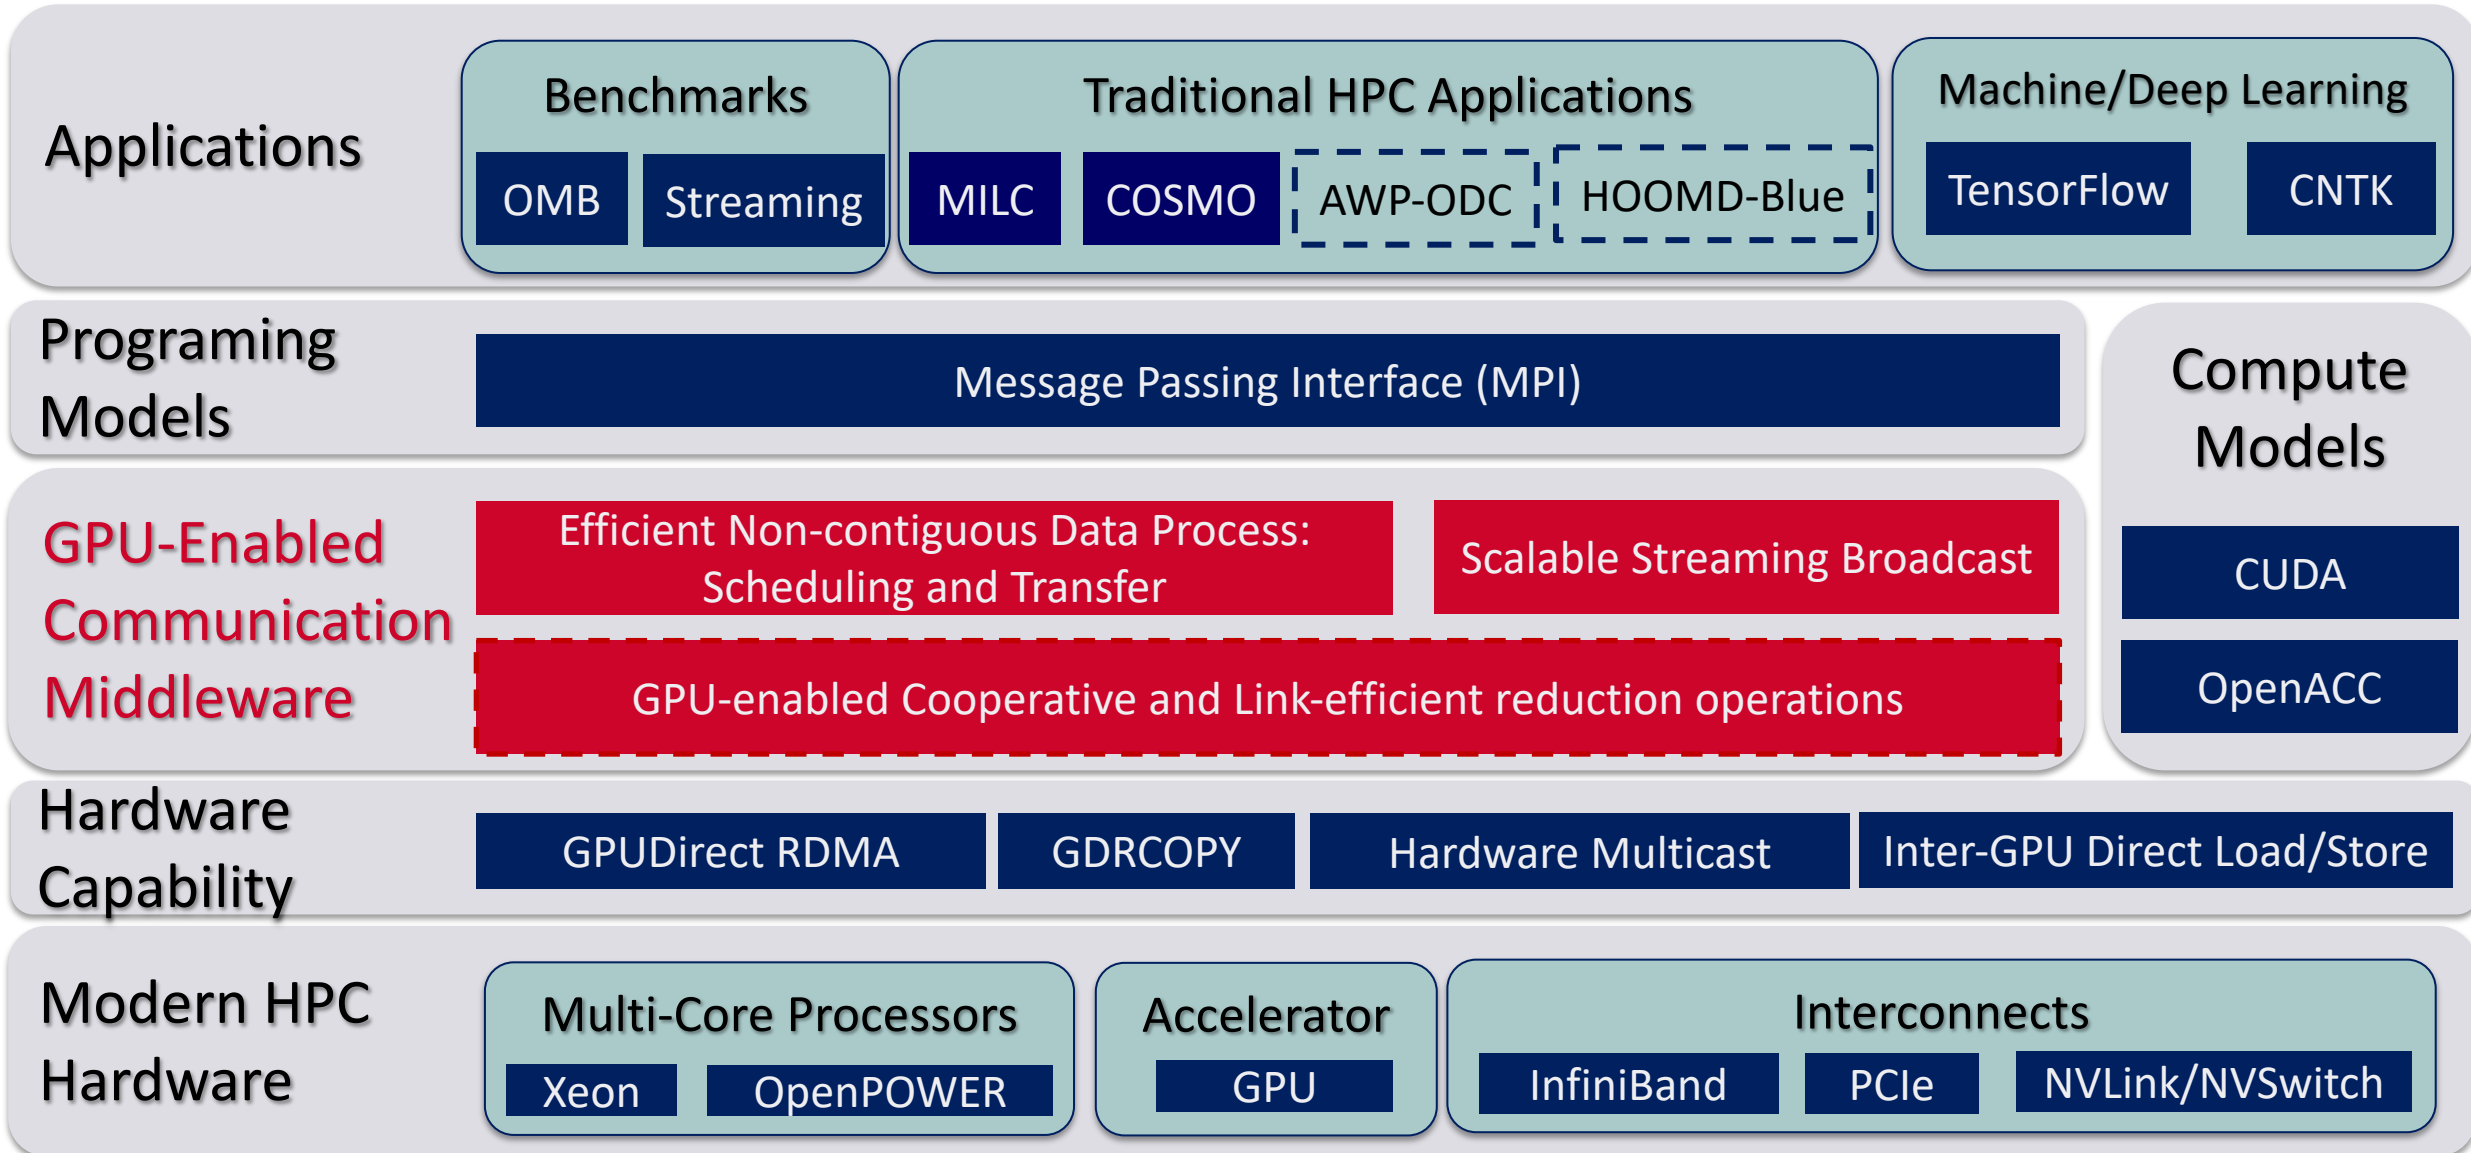 Applications
Benchmarks
OMB
Streaming
Traditional HPC Applications
MILC
COSMO
AWP-ODC
HOOMD-Blue
Machine/Deep Learning
TensorFlow
CNTK
Programing
Models
Message Passing Interface (MPI)
Compute
Models
CUDA
OpenACC
GPU-Enabled
Communication
Middleware
Efficient Non-contiguous Data Process:
Scheduling and Transfer
Scalable Streaming Broadcast
GPU-enabled Cooperative and Link-efficient reduction operations
Hardware
Capability
GPUDirect RDMA
GDRCOPY
Hardware Multicast
Inter-GPU Direct Load/Store
Modern HPC
Hardware
Multi-Core Processors
Xeon
OpenPOWER
Accelerator
GPU
Interconnects
InfiniBand
PCIe
NVLink/NVSwitch